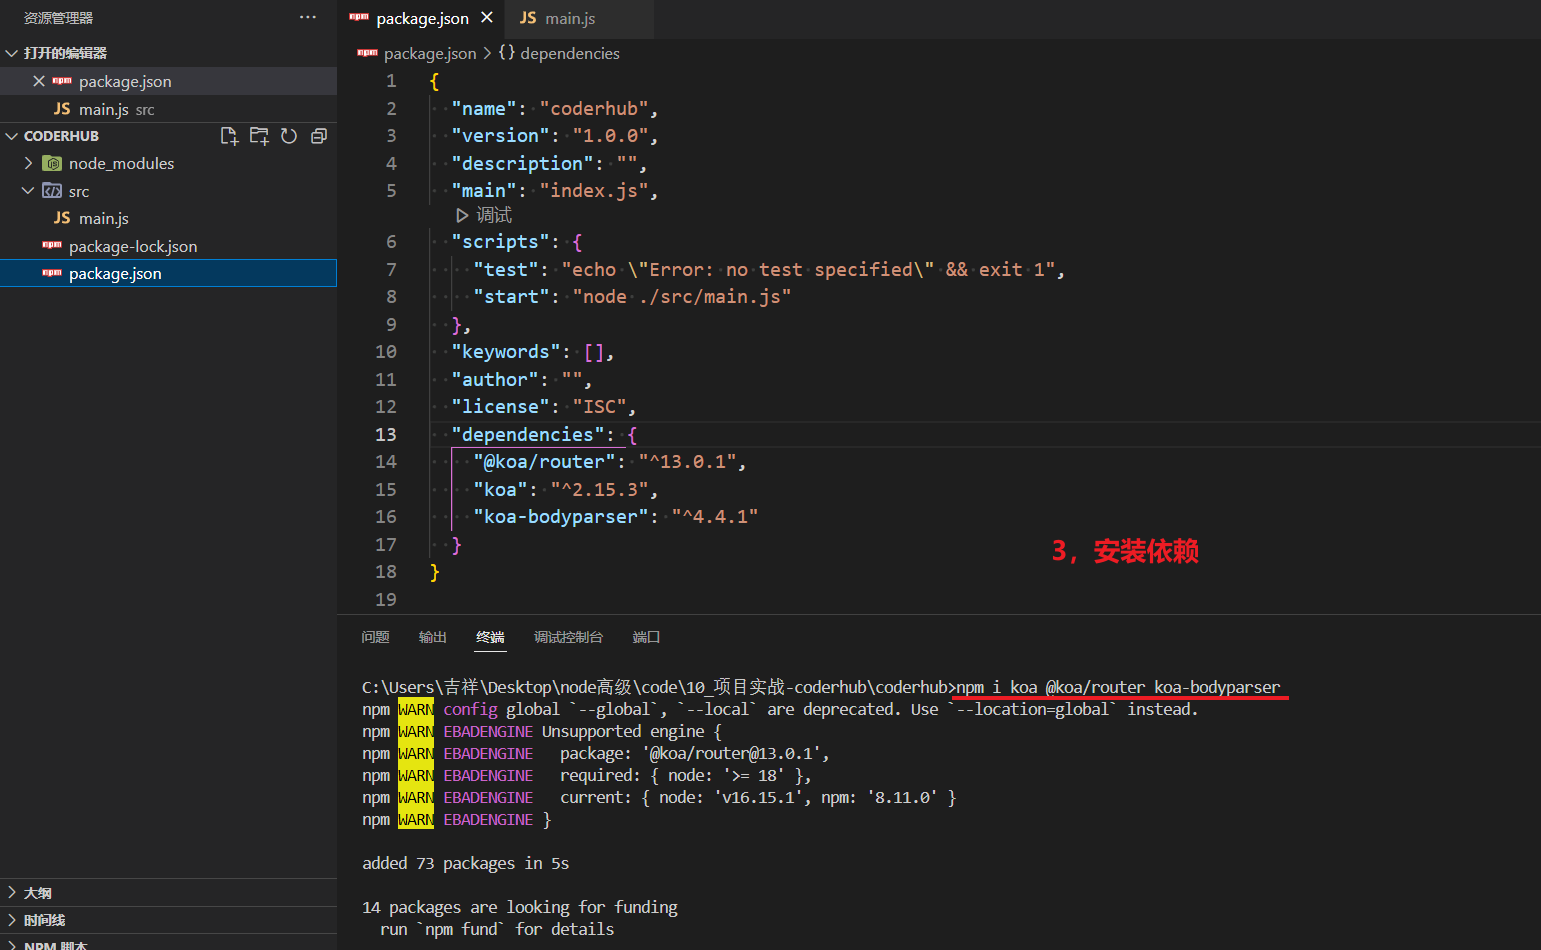 资源管理器
打开的编辑器
package.json
JS main.js src
CODERHUB
node_modules
src
JS main.js
package-lock.json
package.json
大纲
时间线
NPM 脚本
package.json
JS main.js
package.json > {} dependencies
1 {
2 "name": "coderhub",
3 "version": "1.0.0",
4 "description": "",
5 "main": "index.js",
调试
6 "scripts": {
7 "test": "echo \"Error: no test specified\" && exit 1",
8 "start": "node ./src/main.js"
9 },
10 "keywords": [],
11 "author": "",
12 "license": "ISC",
13 "dependencies": {
14 "@koa/router": "^13.0.1",
15 "koa": "^2.15.3",
16 "koa-bodyparser": "^4.4.1"
17 }
18 }
19
3，安装依赖
问题 输出 终端 调试控制台 端口
C:\Users\吉祥\Desktop\node高级\code\10_项目实战-coderhub\coderhub>npm i koa @koa/router koa-bodyparser
npm WARN config global `--global`, `--local` are deprecated. Use `--location=global` instead.
npm WARN EBADENGINE Unsupported engine {
npm WARN EBADENGINE package: '@koa/router@13.0.1',
npm WARN EBADENGINE required: { node: '>= 18' },
npm WARN EBADENGINE current: { node: 'v16.15.1', npm: '8.11.0' }
npm WARN EBADENGINE }
added 73 packages in 5s
14 packages are looking for funding
run `npm fund` for details